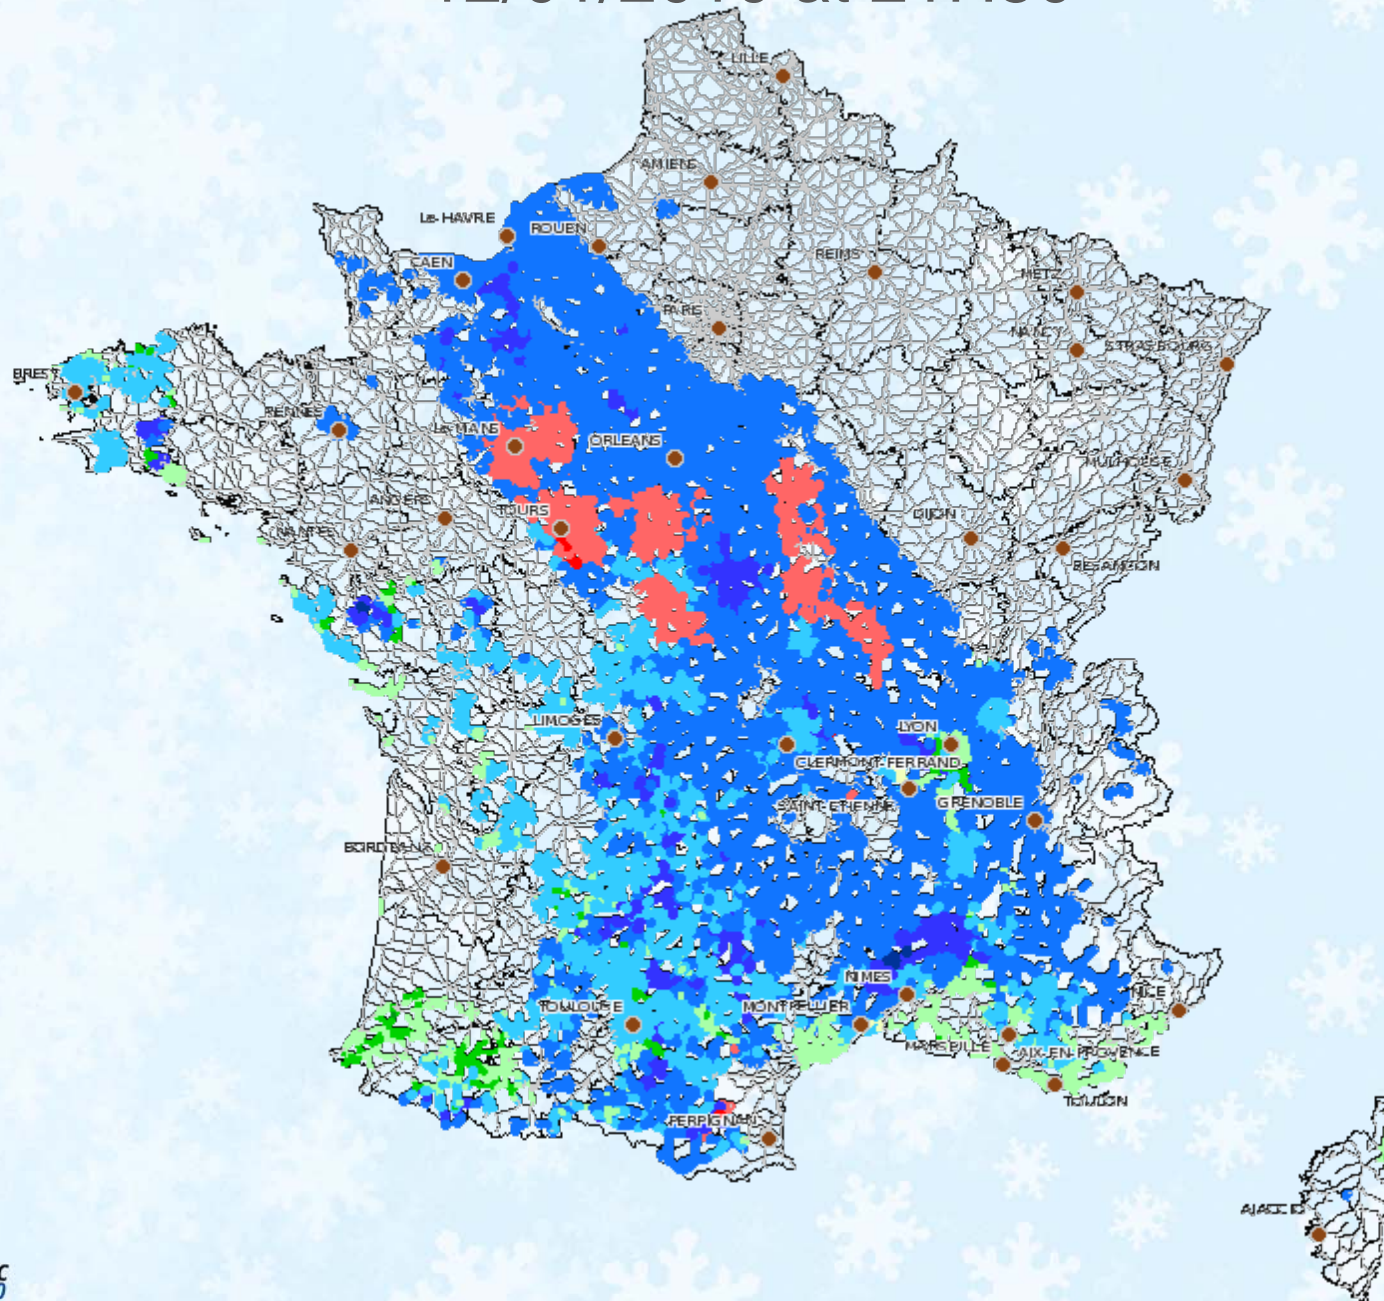 LILLE
AMIENS
Le-HAVRE
ROUEN
CAEN
REIMS
METZ
PARIS
NANCY
STRASBOURG
BREST
RENNES
Le-MANS
ORLEANS
MULHOUSE
ANGERS
TOURS
DIJON
NANTES
BESANCON
LIMOGES
LYON
CLERMONT-FERRAND
SAINT-ETIENNE
GRENOBLE
BORDEAUX
NIMES
NICE
TOULOUSE
MONTPELLIER
MARSEILLE
AIX-EN-PROVENCE
TOULON
PERPIGNAN
AJACCIO